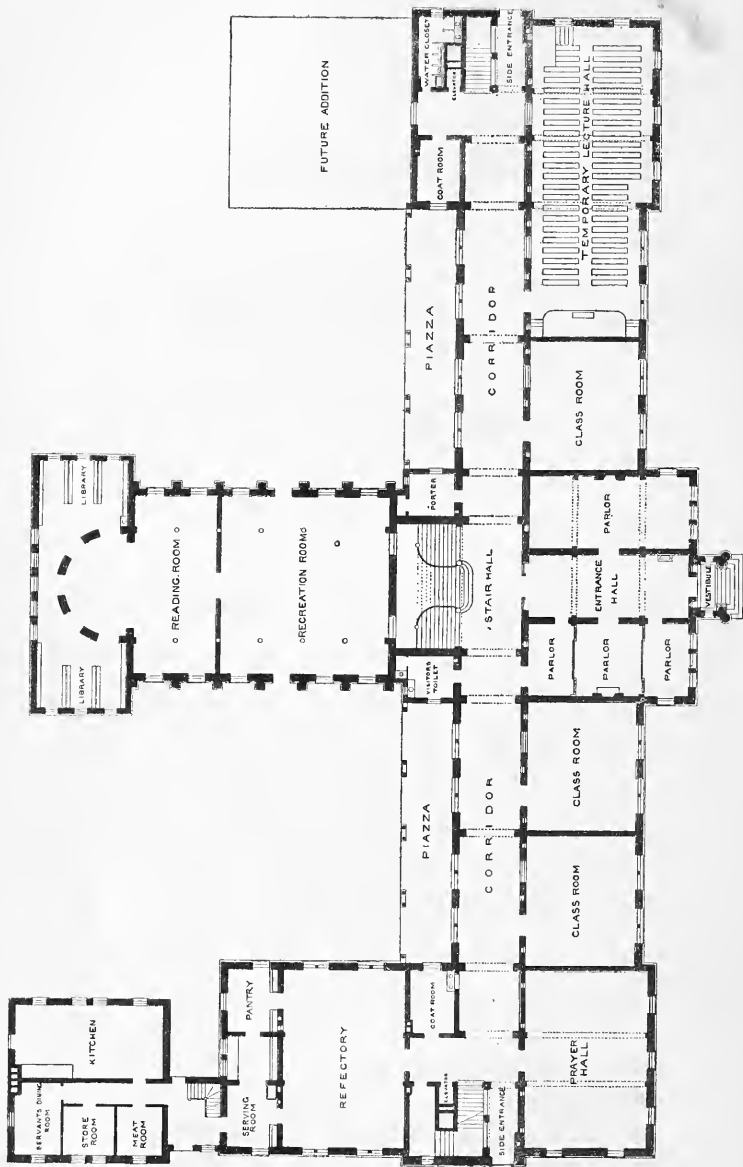 FUTURE ADDITION
WATER CLOSET
ELEVATOR
SIDE ENTRANCE
COAT ROOM
TEMPORARY LECTURE HALL
PIAZZA
CORRIDOR
CLASS ROOM
LIBRARY
READING ROOM
RECREATION ROOM
LIBRARY
PORTER
STAIR HALL
VISITORS TOILET
PARLOR
ENTRANCE HALL
VESTIBULE
PARLOR
PARLOR
PARLOR
PIAZZA
CORRIDOR
CLASS ROOM
CLASS ROOM
KITCHEN
SERVANTS DINING ROOM
STORE ROOM
MEAT ROOM
PANTRY
SERVING ROOM
REFECTORY
COAT ROOM
ELEVATOR
SIDE ENTRANCE
PRAYER HALL